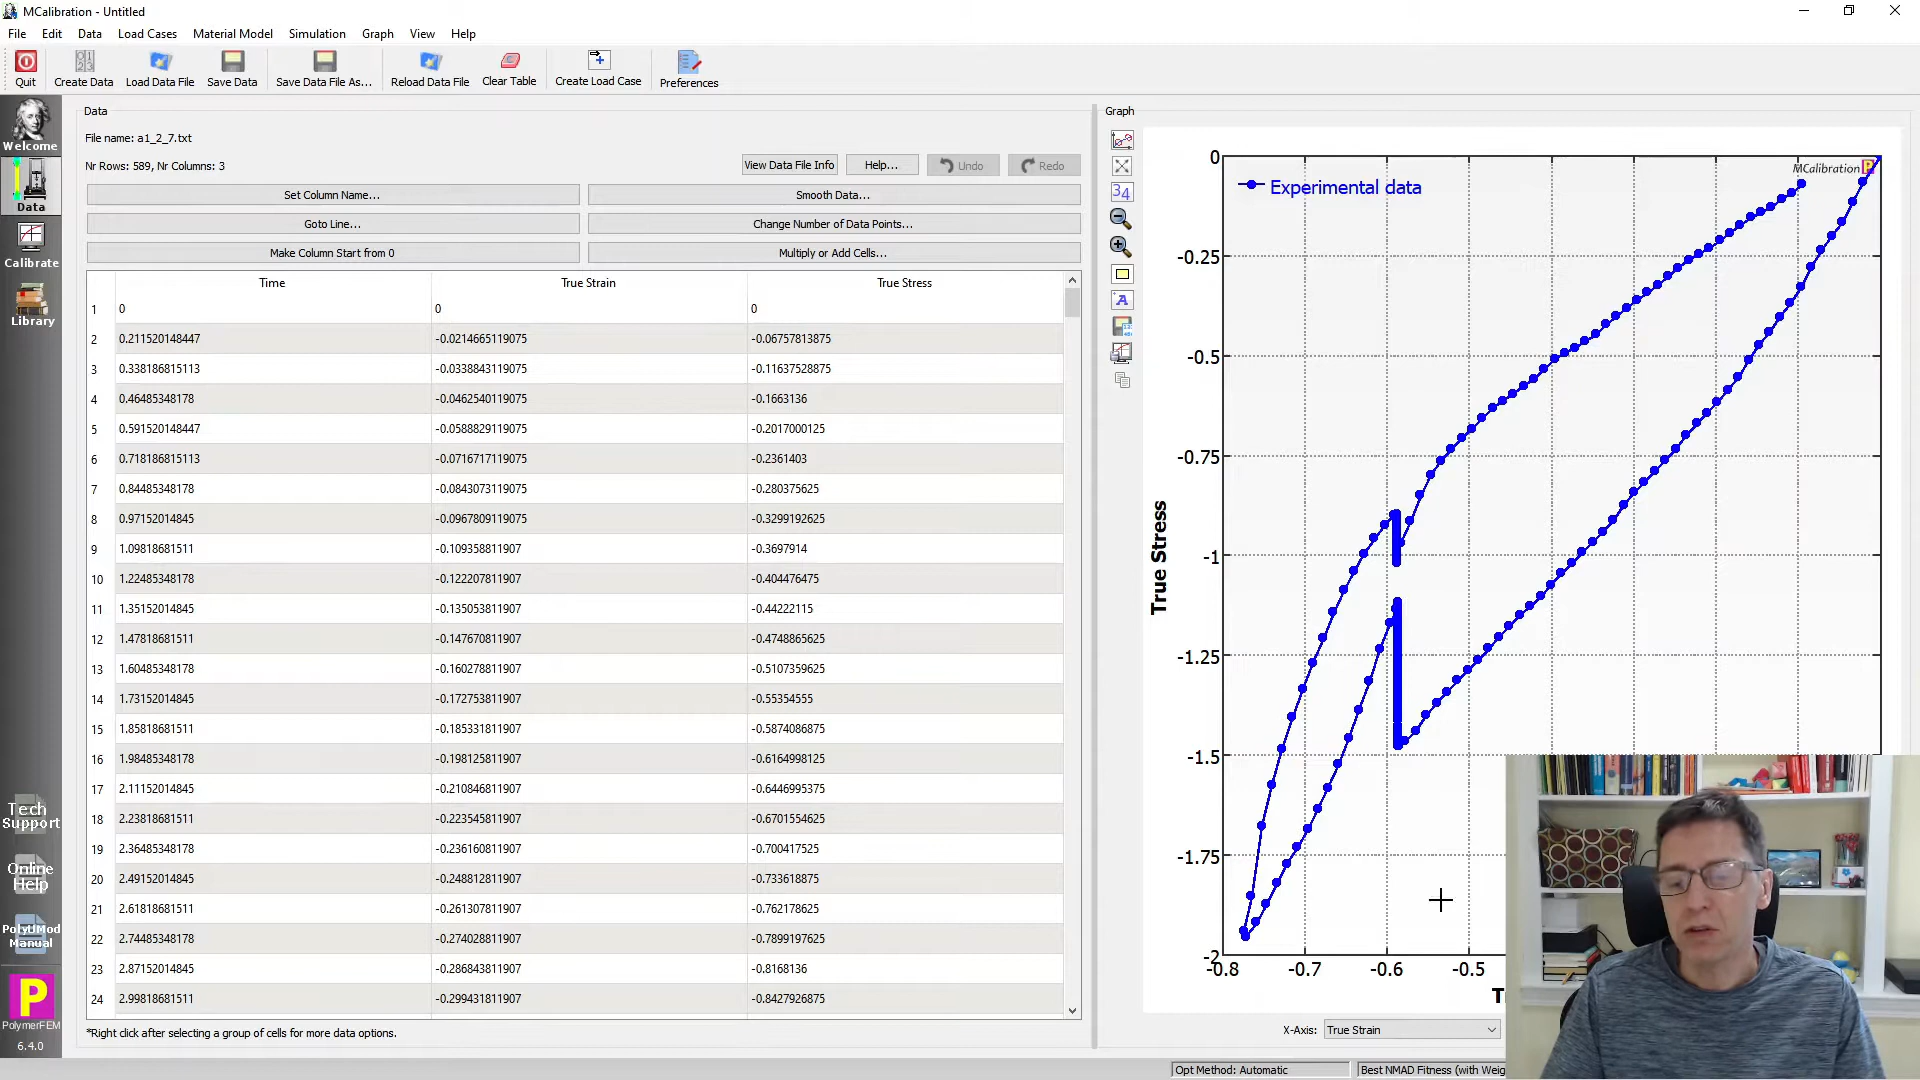 MCalibration - Untitled
File Edit Data Load Cases Material Model Simulation Graph View Help
Quit Create Data Load Data File Save Data Save Data File As... Reload Data File Clear Table Create Load Case Preferences
Welcome
Data
Calibrate
Library
Tech
Support
Online
Help
PolyUMod
Manual
PolymerFEM
6.4.0
Data
File name: a1_2_7.txt
Nr Rows: 589, Nr Columns: 3
View Data File Info Help... Undo Redo
Set Column Name... Smooth Data...
Goto Line... Change Number of Data Points...
Make Column Start from 0 Multiply or Add Cells...
Time True Strain True Stress
1 0 0 0
2 0.211520148447 -0.0214665119075 -0.06757813875
3 0.338186815113 -0.0338843119075 -0.11637528875
4 0.46485348178 -0.0462540119075 -0.1663136
5 0.591520148447 -0.0588829119075 -0.2017000125
6 0.718186815113 -0.0716717119075 -0.2361403
7 0.84485348178 -0.0843073119075 -0.280375625
8 0.97152014845 -0.0967809119075 -0.3299192625
9 1.09818681511 -0.109358811907 -0.3697914
10 1.22485348178 -0.122207811907 -0.404476475
11 1.35152014845 -0.135053811907 -0.44222115
12 1.47818681511 -0.147670811907 -0.4748865625
13 1.60485348178 -0.160278811907 -0.5107359625
14 1.73152014845 -0.172753811907 -0.55354555
15 1.85818681511 -0.185331811907 -0.5874086875
16 1.98485348178 -0.198125811907 -0.6164998125
17 2.11152014845 -0.210846811907 -0.6446995375
18 2.23818681511 -0.223545811907 -0.6701554625
19 2.36485348178 -0.236160811907 -0.700417525
20 2.49152014845 -0.248812811907 -0.733618875
21 2.61818681511 -0.261307811907 -0.762178625
22 2.74485348178 -0.274028811907 -0.7899197625
23 2.87152014845 -0.286843811907 -0.8168136
24 2.99818681511 -0.299431811907 -0.8427926875
*Right click after selecting a group of cells for more data options.
Graph
34
A
MCalibration P
Experimental data
True Stress
0
-0.25
-0.5
-0.75
-1
-1.25
-1.5
-1.75
-2
-0.8 -0.7 -0.6 -0.5
X-Axis: True Strain
Opt Method: Automatic
Best NMAD Fitness (with Weig